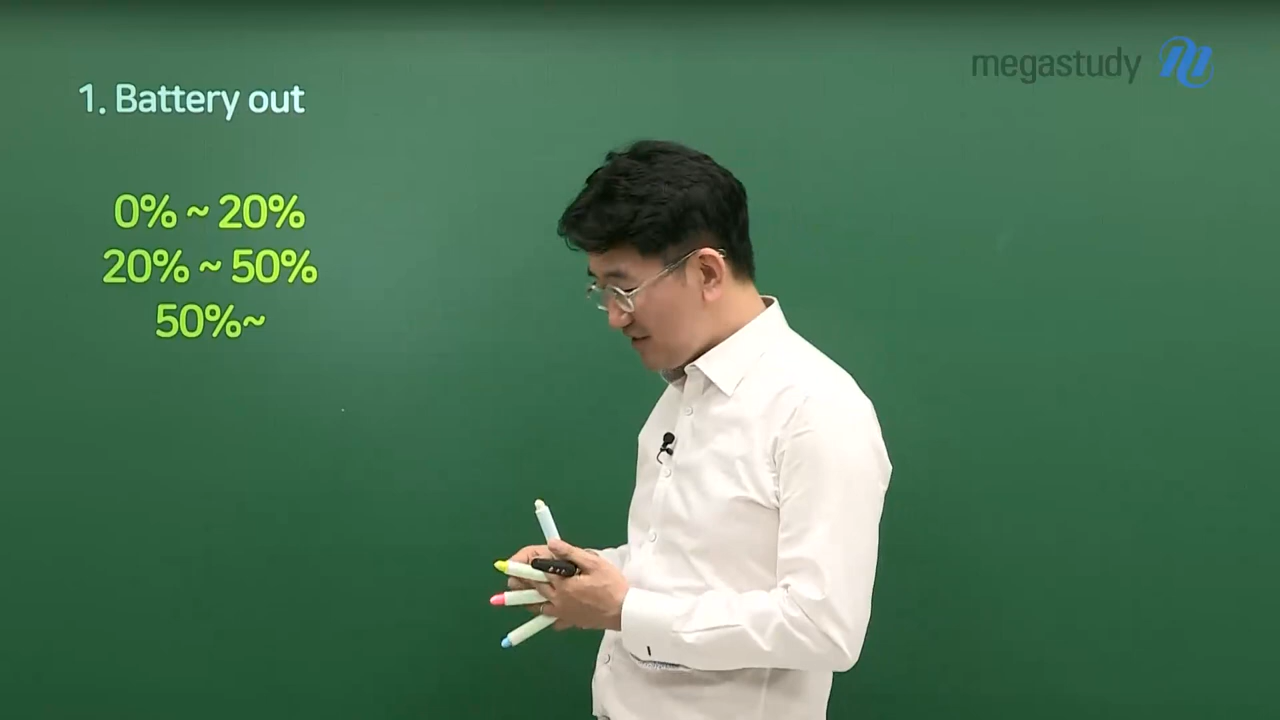 megastudy
1. Battery out
0% ~ 20%
20% ~ 50%
50%~